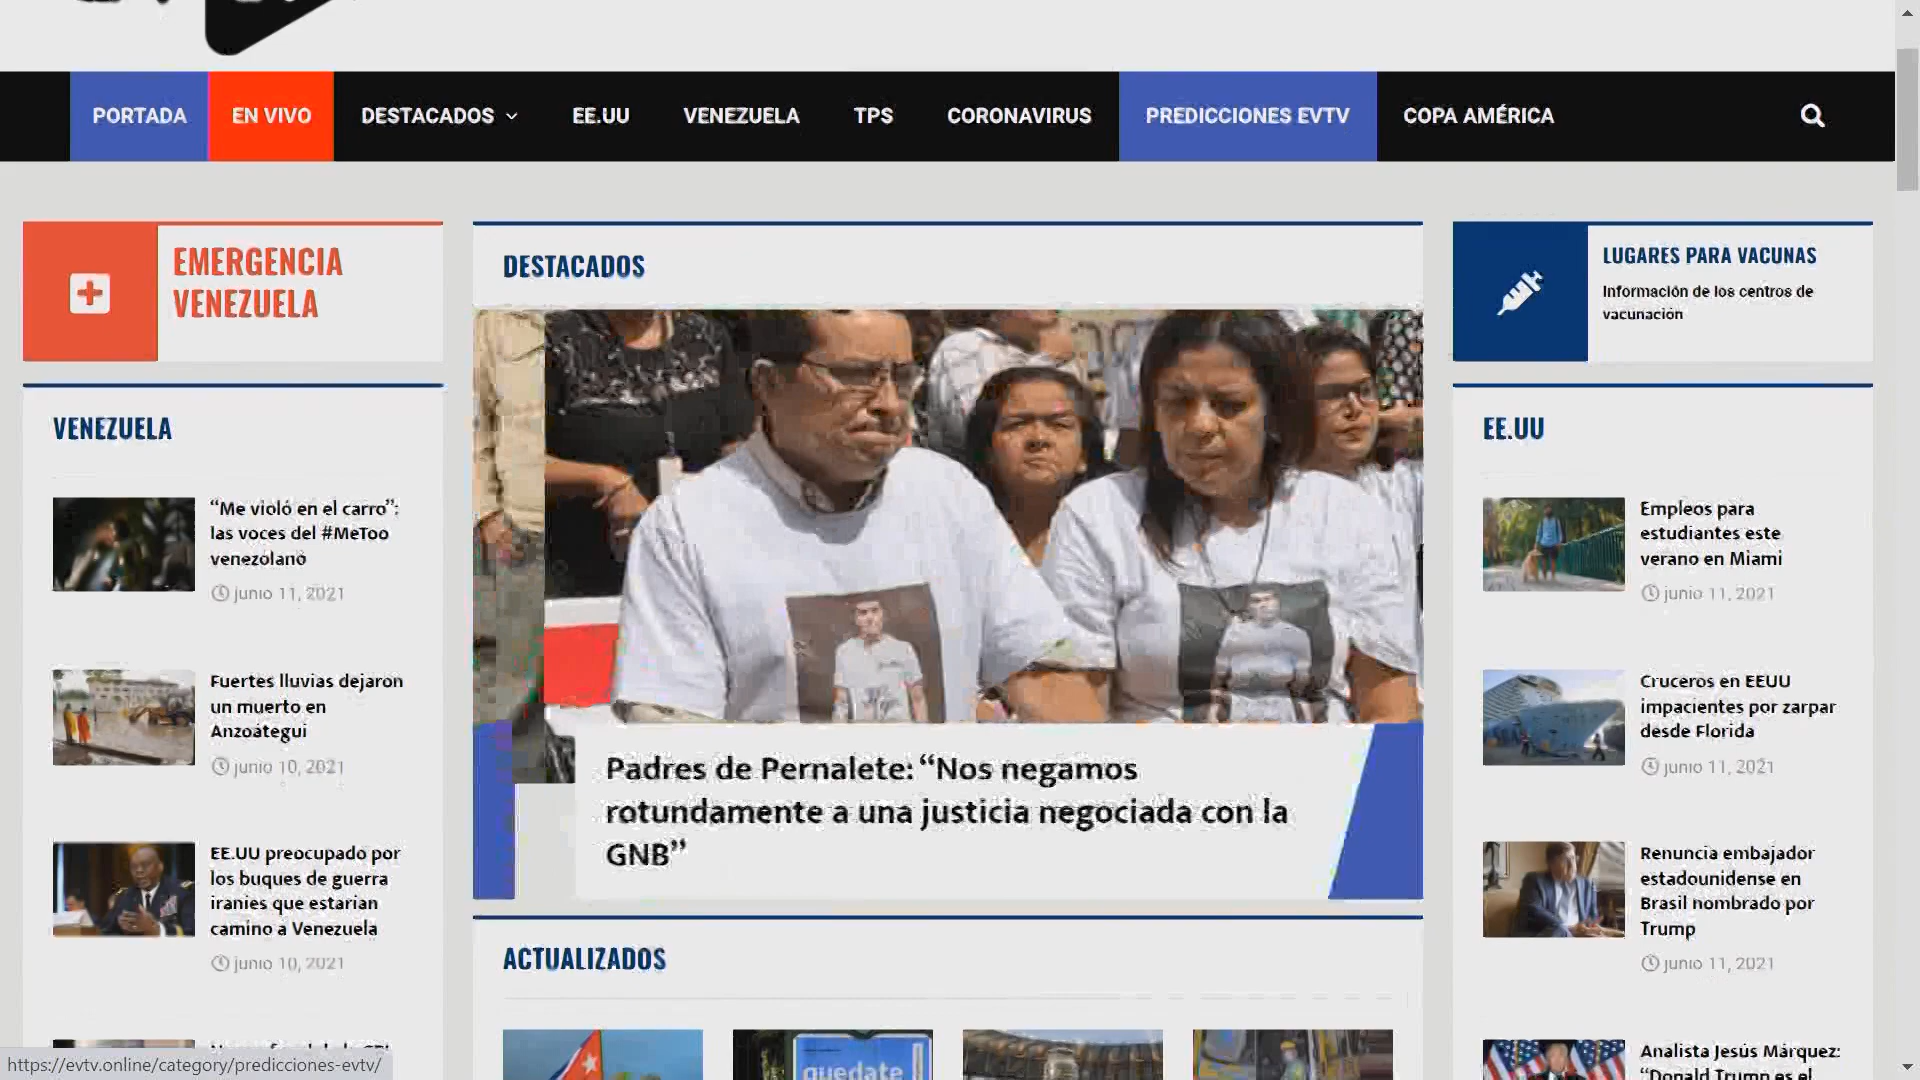 PORTADA
EN VIVO
DESTACADOS
EE.UU
VENEZUELA
TPS
CORONAVIRUS
PREDICCIONES EVTV
COPA AMÉRICA
EMERGENCIA
VENEZUELA
VENEZUELA
“Me violó en el carro”:
las voces del #MeToo
venezolano
junio 11, 2021
Fuertes lluvias dejaron
un muerto en
Anzoátegui
junio 10, 2021
EE.UU preocupado por
los buques de guerra
iraníes que estarían
camino a Venezuela
junio 10, 2021
DESTACADOS
Padres de Pernalete: “Nos negamos
rotundamente a una justicia negociada con la
GNB”
ACTUALIZADOS
quedate
LUGARES PARA VACUNAS
Información de los centros de
vacunación
EE.UU
Empleos para
estudiantes este
verano en Miami
junio 11, 2021
Cruceros en EEUU
impacientes por zarpar
desde Florida
junio 11, 2021
Renuncia embajador
estadounidense en
Brasil nombrado por
Trump
junio 11, 2021
Analista Jesús Márquez:
“Donald Trump es el
https://evtv.online/category/predicciones-evtv/